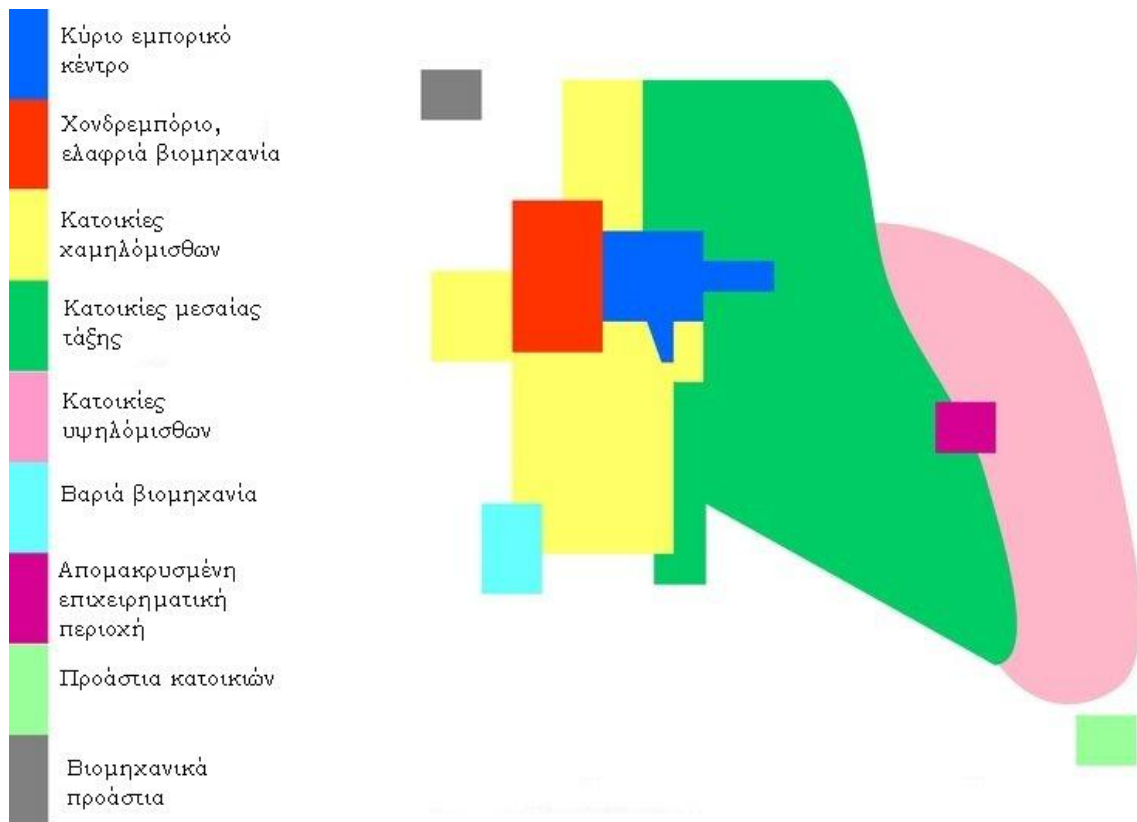 Κύριο εμπορικό
κέντρο
Χονδρεμπόριο,
ελαφριά βιομηχανία
Κατοικίες
χαμηλόμισθων
Κατοικίες μεσαίας
τάξης
Κατοικίες
υψηλόμισθων
Βαριά βιομηχανία
Απομακρυσμένη
επιχειρηματική
περιοχή
Προάστια κατοικιών
Βιομηχανικά
προάστια